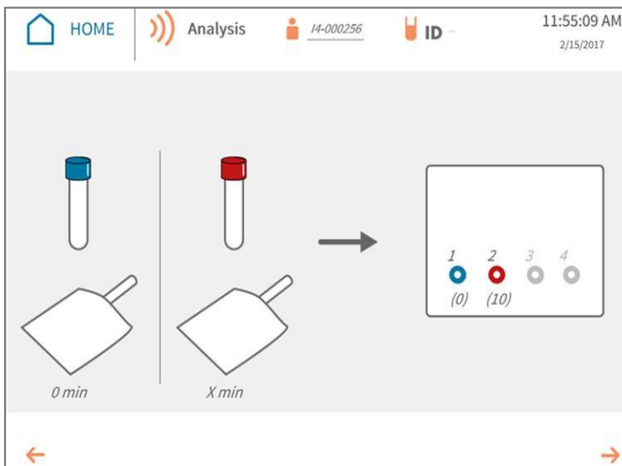 HOME Analysis I4-000256 ID – 11:55:09 AM
2/15/2017
1 2 3 4
(0) (10)
0 min X min